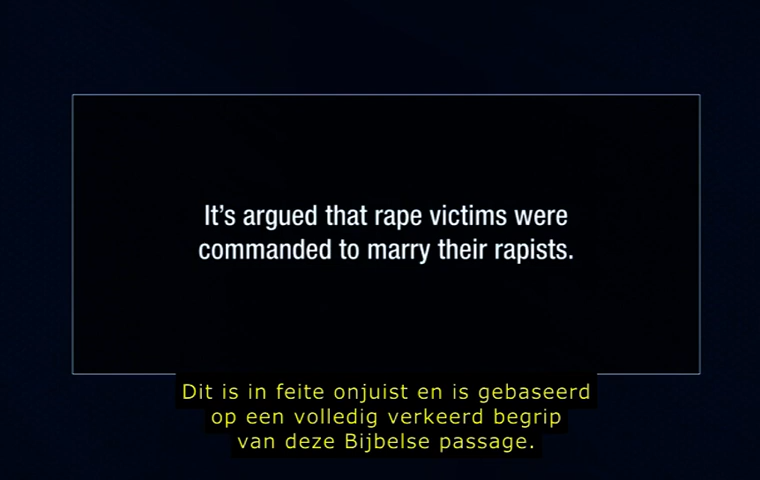 It’s argued that rape victims were
commanded to marry their rapists.
Dit is in feite onjuist en is gebaseerd
op een volledig verkeerd begrip
van deze Bijbelse passage.